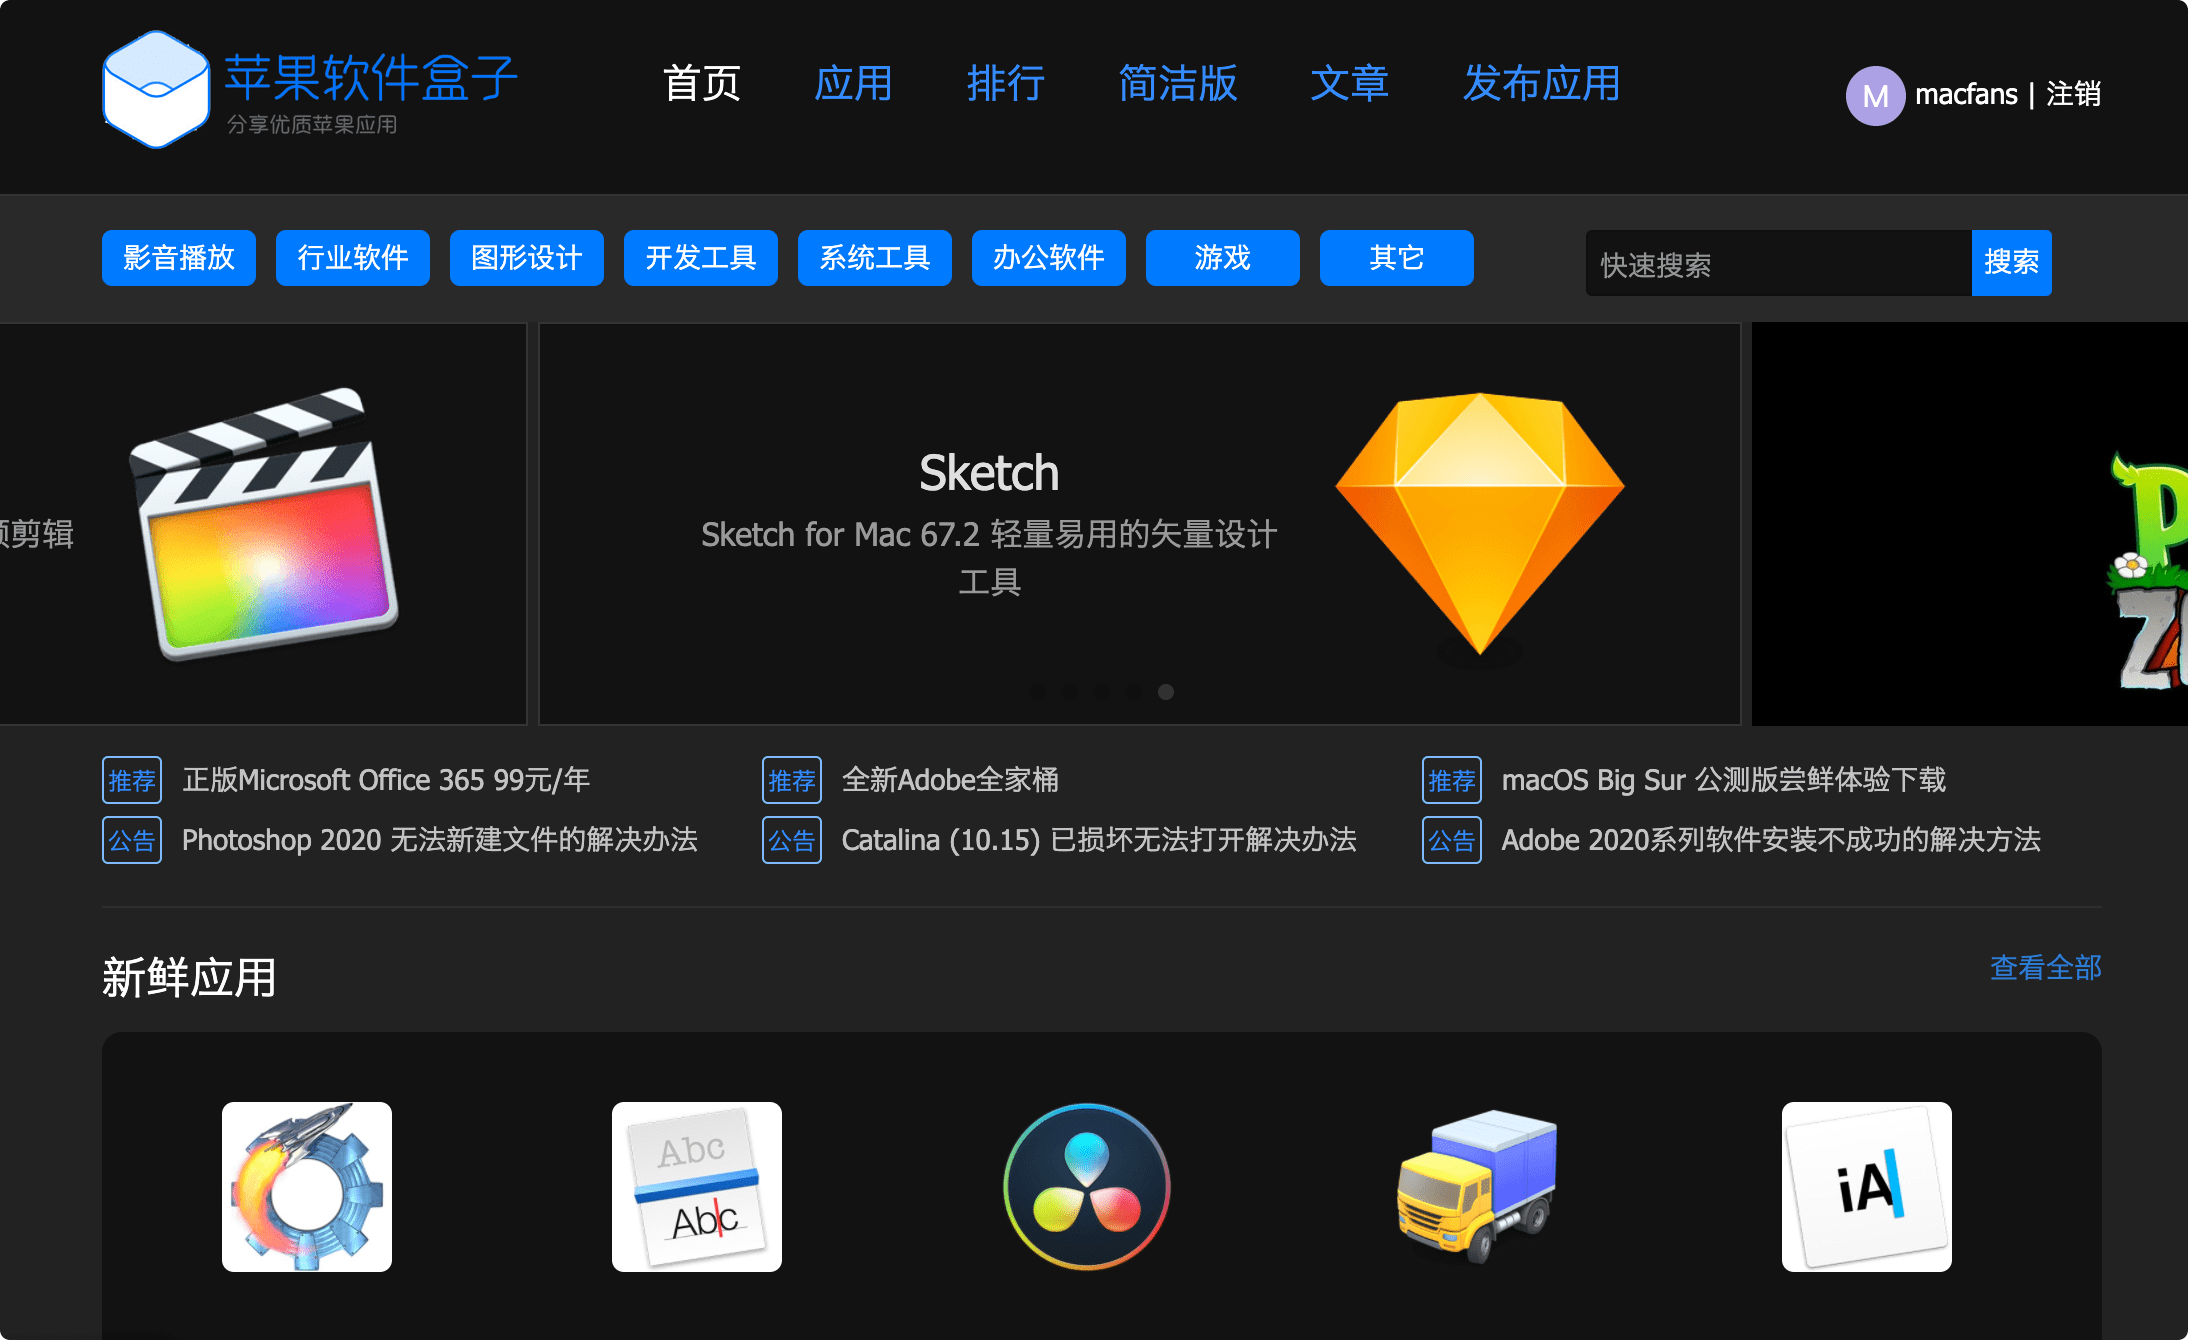 苹果软件盒子
分享优质苹果应用
首页 应用 排行 简洁版 文章 发布应用
M macfans | 注销
影音播放 行业软件 图形设计 开发工具 系统工具 办公软件 游戏 其它
快速搜索 搜索
剪辑
Sketch
Sketch for Mac 67.2 轻量易用的矢量设计
工具
P
推荐 正版Microsoft Office 365 99元/年
推荐 全新Adobe全家桶
推荐 macOS Big Sur 公测版尝鲜体验下载
公告 Photoshop 2020 无法新建文件的解决办法
公告 Catalina (10.15) 已损坏无法打开解决办法
公告 Adobe 2020系列软件安装不成功的解决方法
新鲜应用
查看全部
Abc
Abc
iA